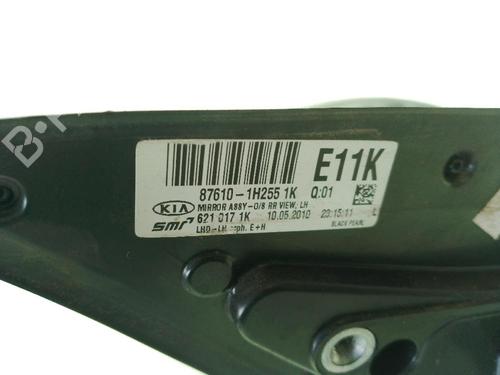 E11K
87610-1H255 1K Q:01
KIA MIRROR ASSY-O/S RR VIEW, LH
621 017 1K 10.05.2010 23:15:11
smr LHD-LH sph. E+H BLACK PEARL
B-P